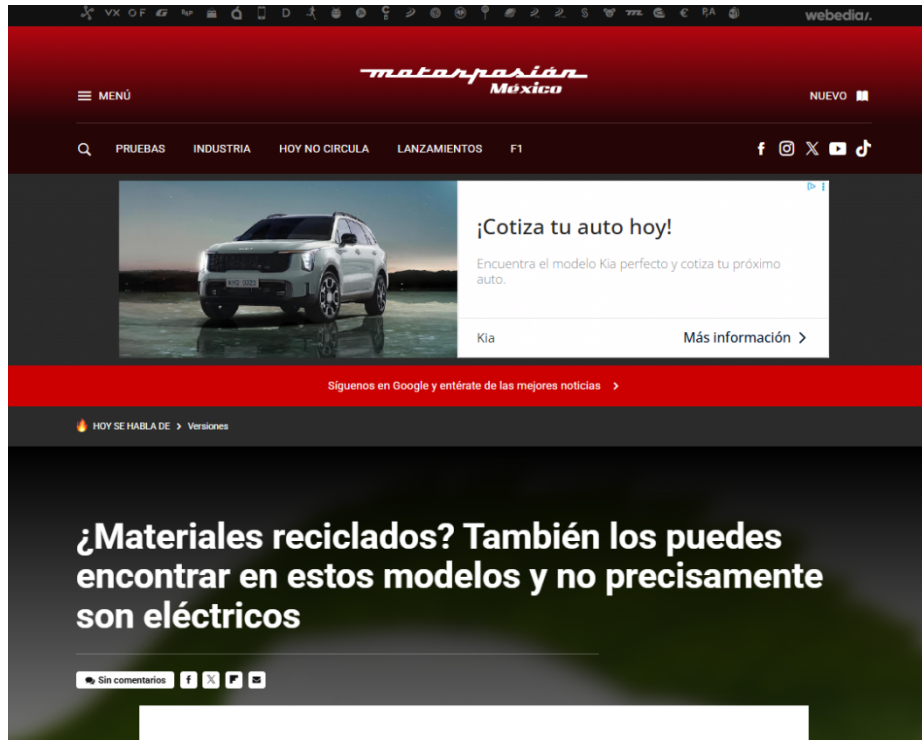 webedia/.
motorpasión
México
MENÚ
NUEVO
PRUEBAS INDUSTRIA HOY NO CIRCULA LANZAMIENTOS F1
¡Cotiza tu auto hoy!
Encuentra el modelo Kia perfecto y cotiza tu próximo
auto.
Kia Más información
Síguenos en Google y entérate de las mejores noticias
HOY SE HABLA DE Versiones
¿Materiales reciclados? También los puedes
encontrar en estos modelos y no precisamente
son eléctricos
Sin comentarios